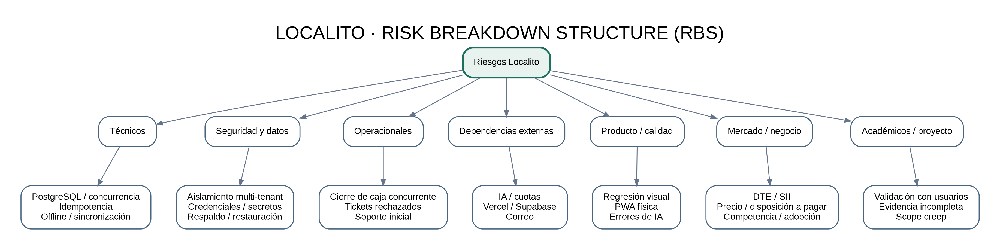 LOCALITO · RISK BREAKDOWN STRUCTURE (RBS)
Riesgos Localito
Técnicos
Seguridad y datos
Operacionales
Dependencias externas
Producto / calidad
Mercado / negocio
Académicos / proyecto
PostgreSQL / concurrencia
Idempotencia
Offline / sincronización
Aislamiento multi-tenant
Credenciales / secretos
Respaldo / restauración
Cierre de caja concurrente
Tickets rechazados
Soporte inicial
IA / cuotas
Vercel / Supabase
Correo
Regresión visual
PWA física
Errores de IA
DTE / SII
Precio / disposición a pagar
Competencia / adopción
Validación con usuarios
Evidencia incompleta
Scope creep